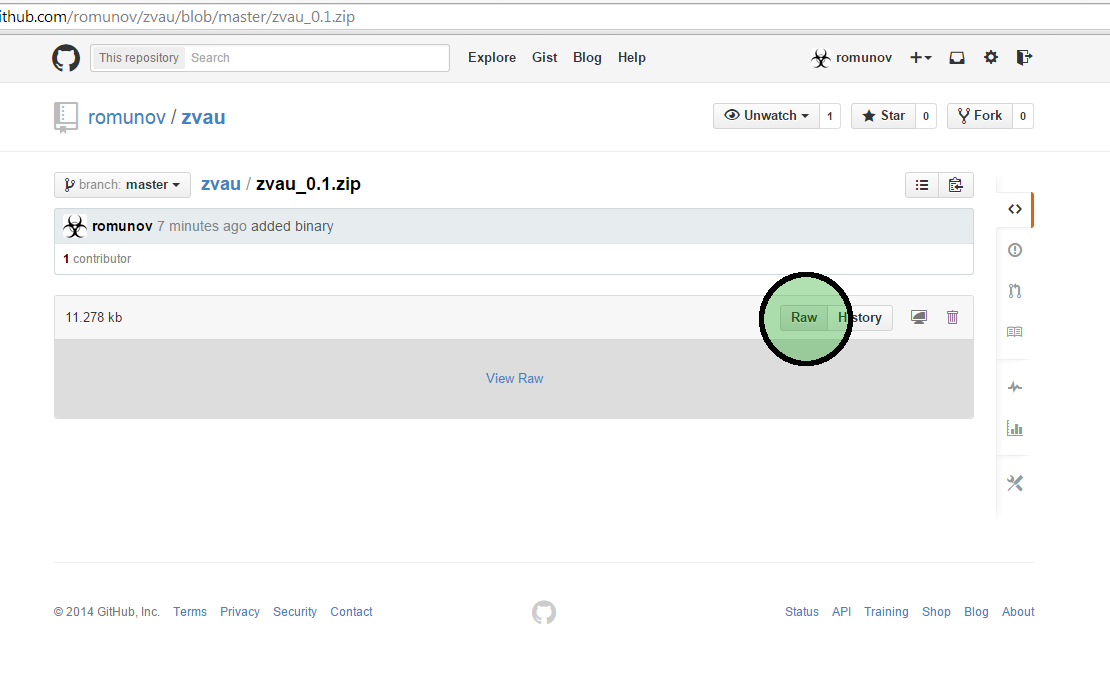 ithub.com/romunov/zvau/blob/master/zvau_0.1.zip
This repository Search Explore Gist Blog Help romunov
romunov / zvau Unwatch 1 Star 0 Fork 0
branch: master zvau / zvau_0.1.zip
romunov 7 minutes ago added binary
1 contributor
11.278 kb Raw History
View Raw
© 2014 GitHub, Inc. Terms Privacy Security Contact Status API Training Shop Blog About